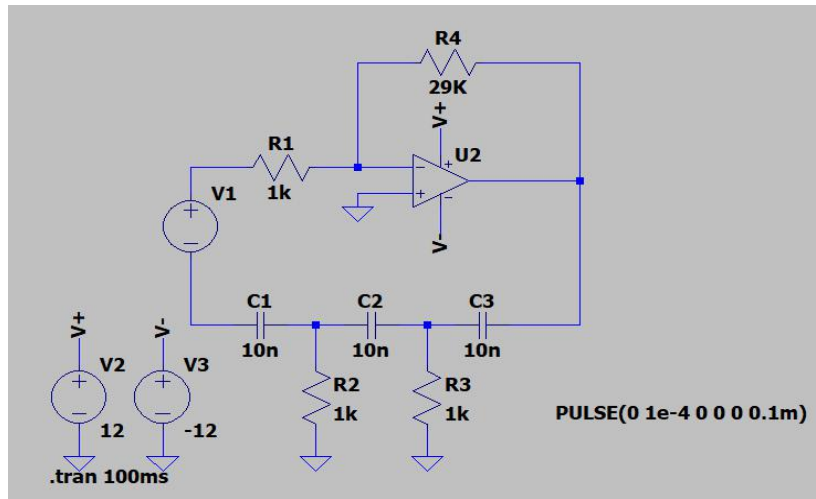 R4
29K
V+
R1
U2
1k
V1
V-
C1
C2
C3
10n
10n
10n
V+
V-
V2
V3
R2
R3
1k
1k
12
-12
PULSE(0 1e-4 0 0 0 0.1m)
.tran 100ms